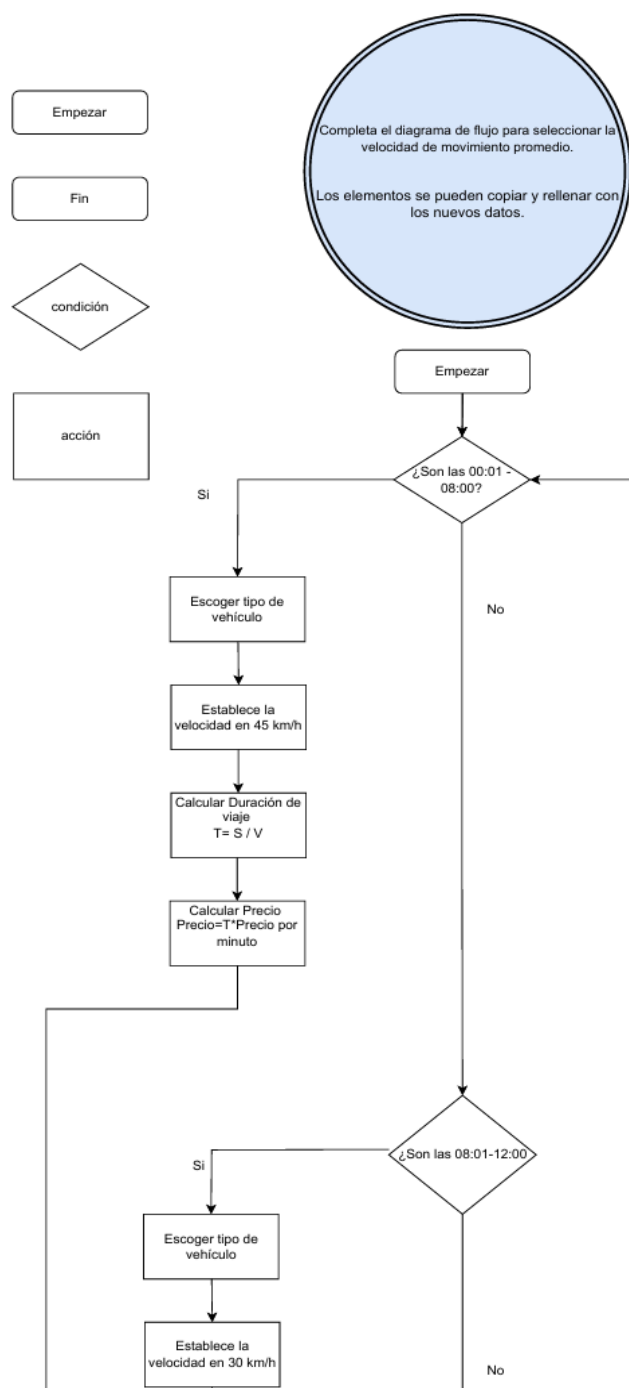 Empezar
Fin
condición
acción
Completa el diagrama de flujo para seleccionar la
velocidad de movimiento promedio.
Los elementos se pueden copiar y rellenar con
los nuevos datos.
Empezar
¿Son las 00:01 -
08:00?
Si
No
Escoger tipo de
vehículo
Establece la
velocidad en 45 km/h
Calcular Duración de
viaje
T= S / V
Calcular Precio
Precio=T*Precio por
minuto
¿Son las 08:01-12:00
Si
Escoger tipo de
vehículo
Establece la
velocidad en 30 km/h
No